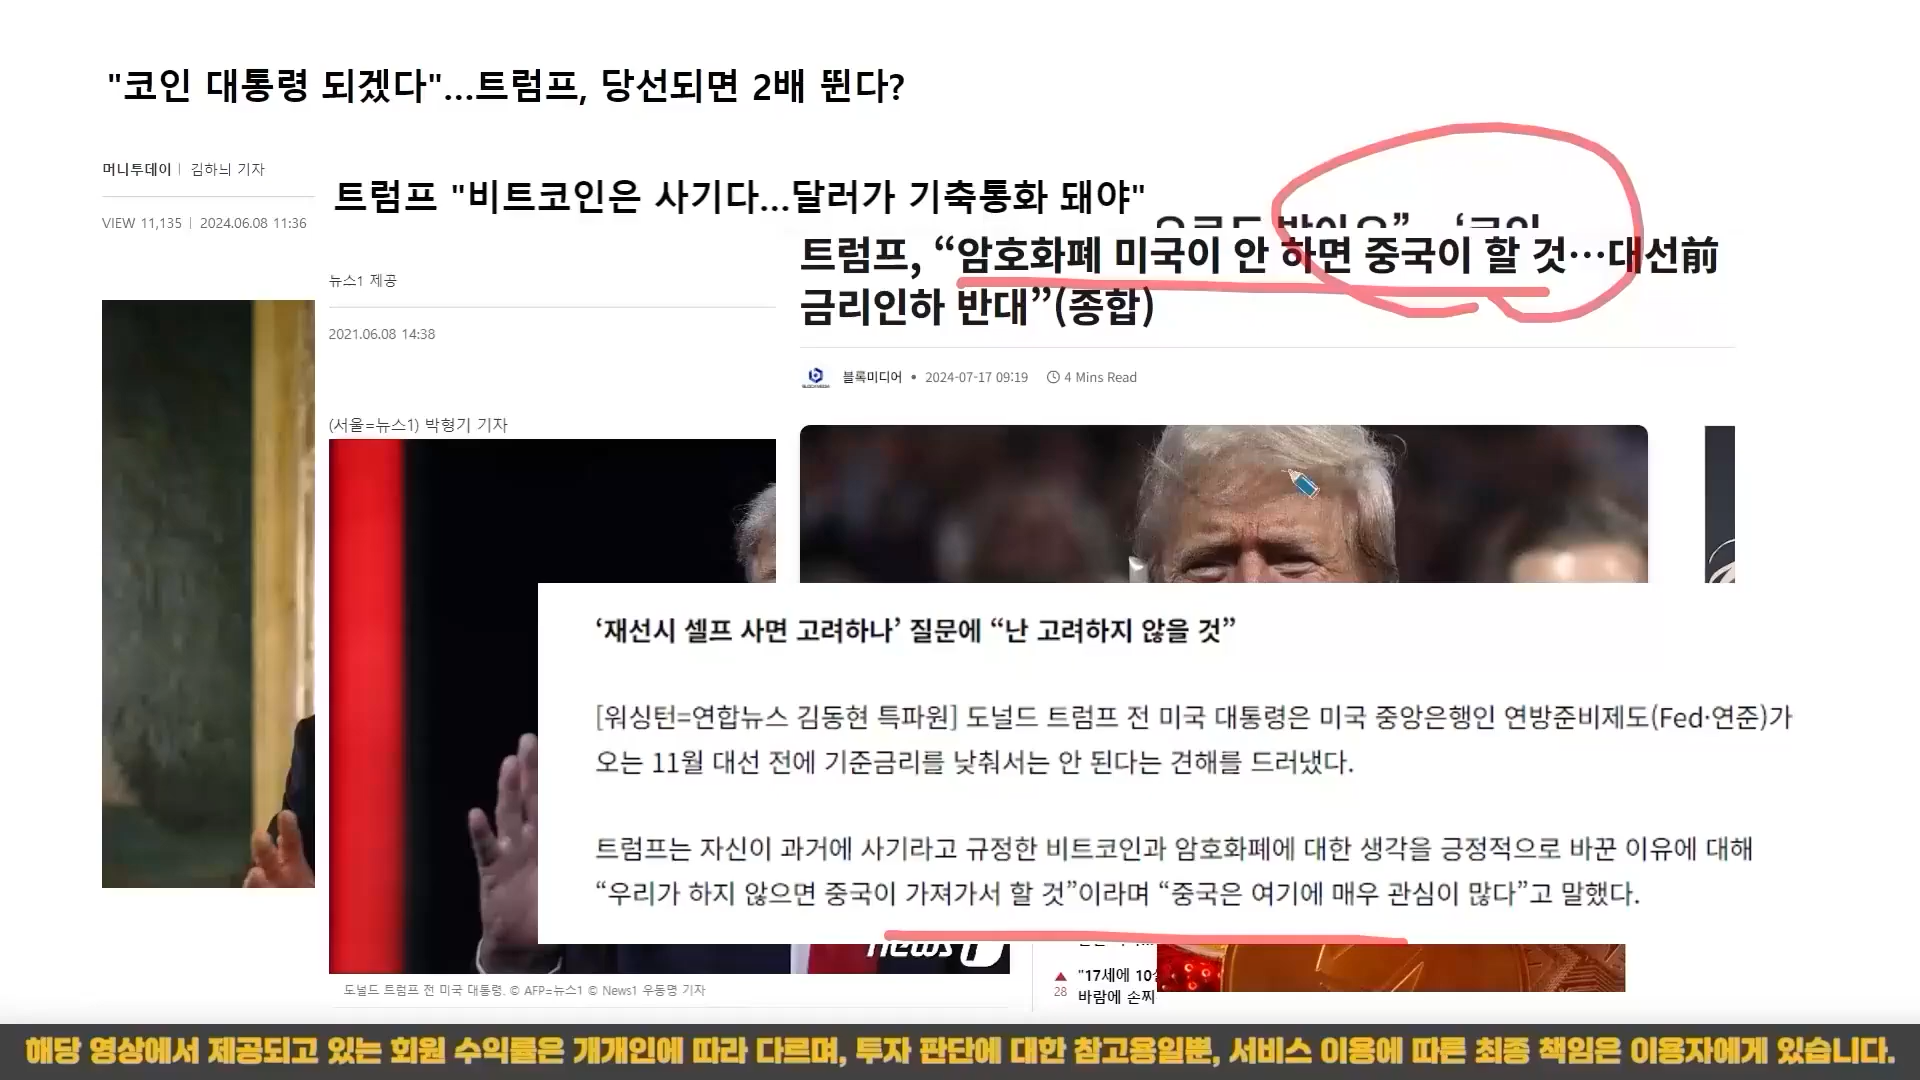 "코인 대통령 되겠다"...트럼프, 당선되면 2배 뛴다?
머니투데이 | 김하늬 기자
VIEW 11,135 | 2024.06.08 11:36
트럼프 "비트코인은 사기다...달러가 기축통화 돼야"
뉴스1 제공
2021.06.08 14:38
(서울=뉴스1) 박형기 기자
트럼프, “암호화폐 미국이 안 하면 중국이 할 것…대선前
금리인하 반대”(종합)
블록미디어 • 2024-07-17 09:19 4 Mins Read
‘재선시 셀프 사면 고려하나’ 질문에 “난 고려하지 않을 것”
[워싱턴=연합뉴스 김동현 특파원] 도널드 트럼프 전 미국 대통령은 미국 중앙은행인 연방준비제도(Fed·연준)가
오는 11월 대선 전에 기준금리를 낮춰서는 안 된다는 견해를 드러냈다.
트럼프는 자신이 과거에 사기라고 규정한 비트코인과 암호화폐에 대한 생각을 긍정적으로 바꾼 이유에 대해
“우리가 하지 않으면 중국이 가져가서 할 것”이라며 “중국은 여기에 매우 관심이 많다”고 말했다.
news1
도널드 트럼프 전 미국 대통령. © AFP=뉴스1 © News1 우동명 기자
▲ "17세에 10
28 바람에 손찌
해당 영상에서 제공되고 있는 회원 수익률은 개개인에 따라 다르며, 투자 판단에 대한 참고용일뿐, 서비스 이용에 따른 최종 책임은 이용자에게 있습니다.